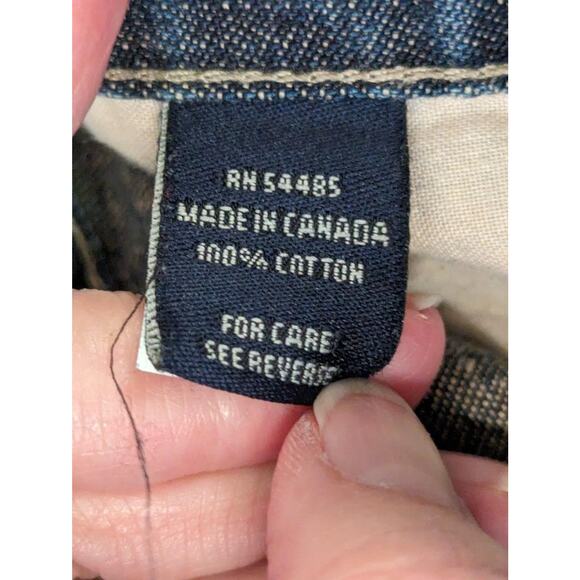 RN 54485
MADE IN CANADA
100% COTTON
FOR CARE
SEE REVERSE